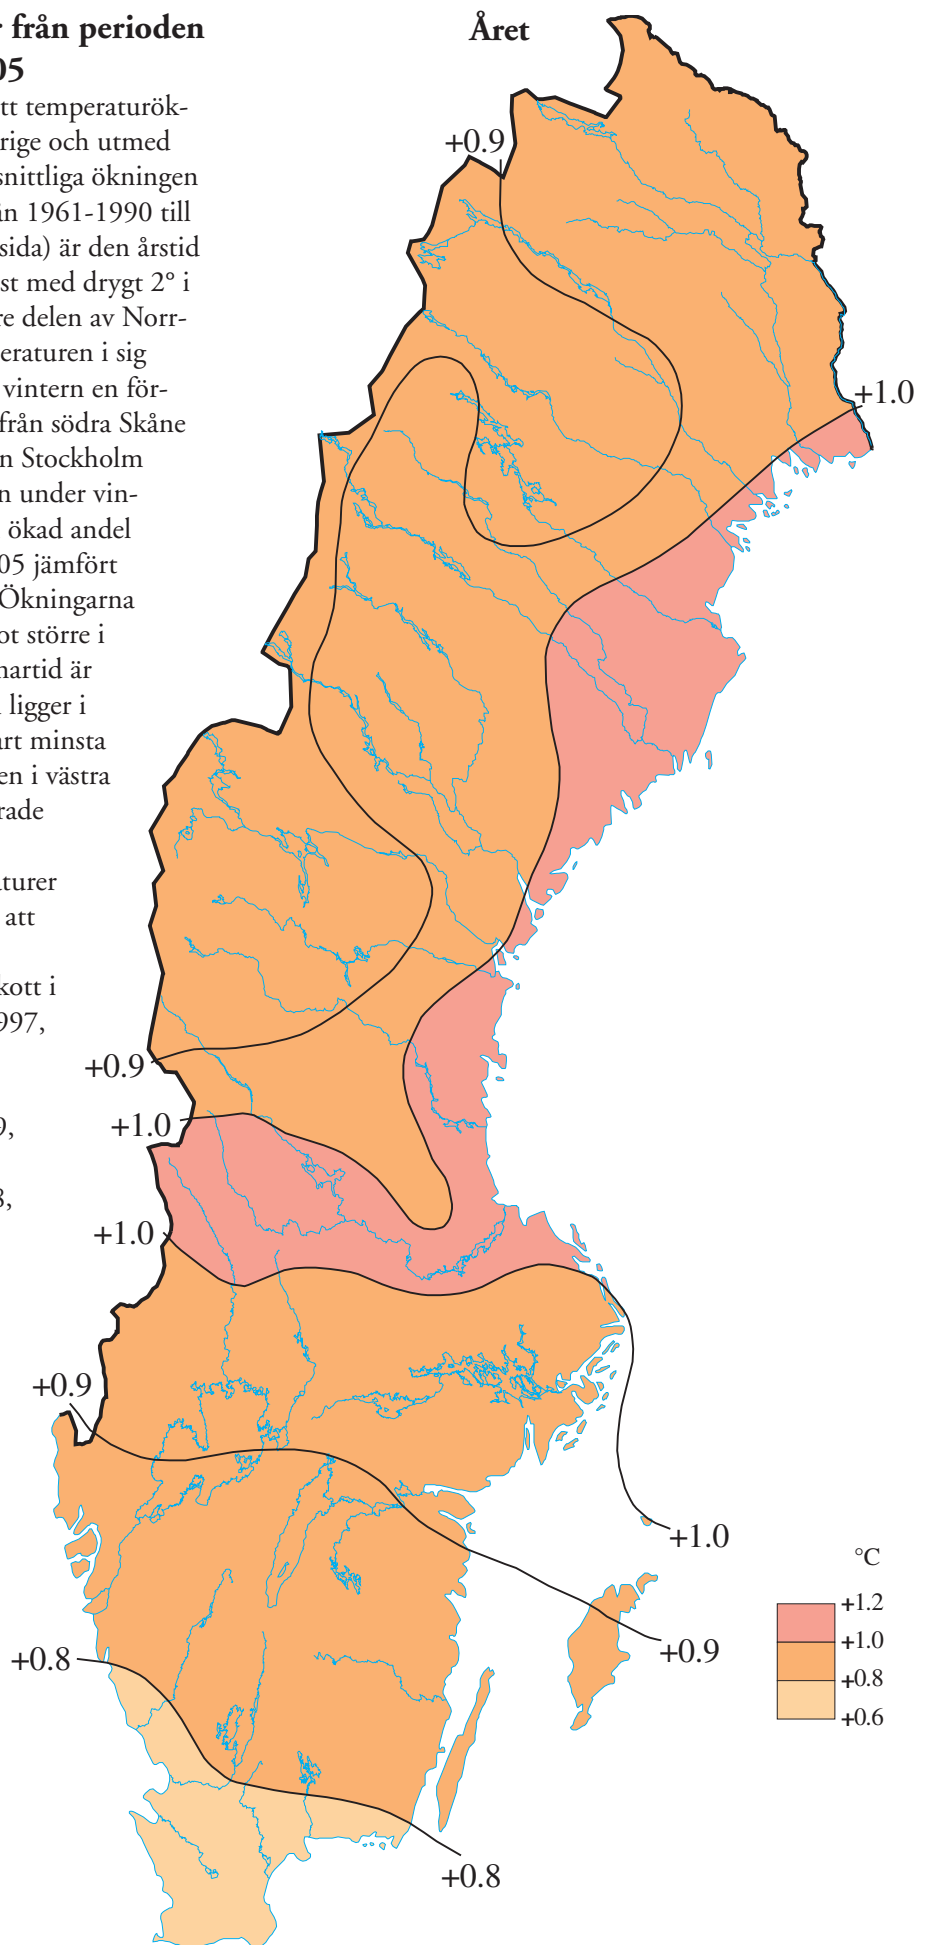 r från perioden
05
tt temperaturök-
rige och utmed
snittliga ökningen
ån 1961-1990 till
sida) är den årstid
st med drygt 2° i
re delen av Norr-
eraturen i sig
vintern en för-
från södra Skåne
n Stockholm
n under vin-
ökad andel
05 jämfört
Ökningarna
ot större i
martid är
ligger i
art minsta
en i västra
rade
turer
att
kott i
997,
9,
8,
Året
+0.9
+1.0
+0.9
+1.0
+1.0
+0.9
+1.0
+0.9
+0.8
+0.8
°C
+1.2
+1.0
+0.8
+0.6